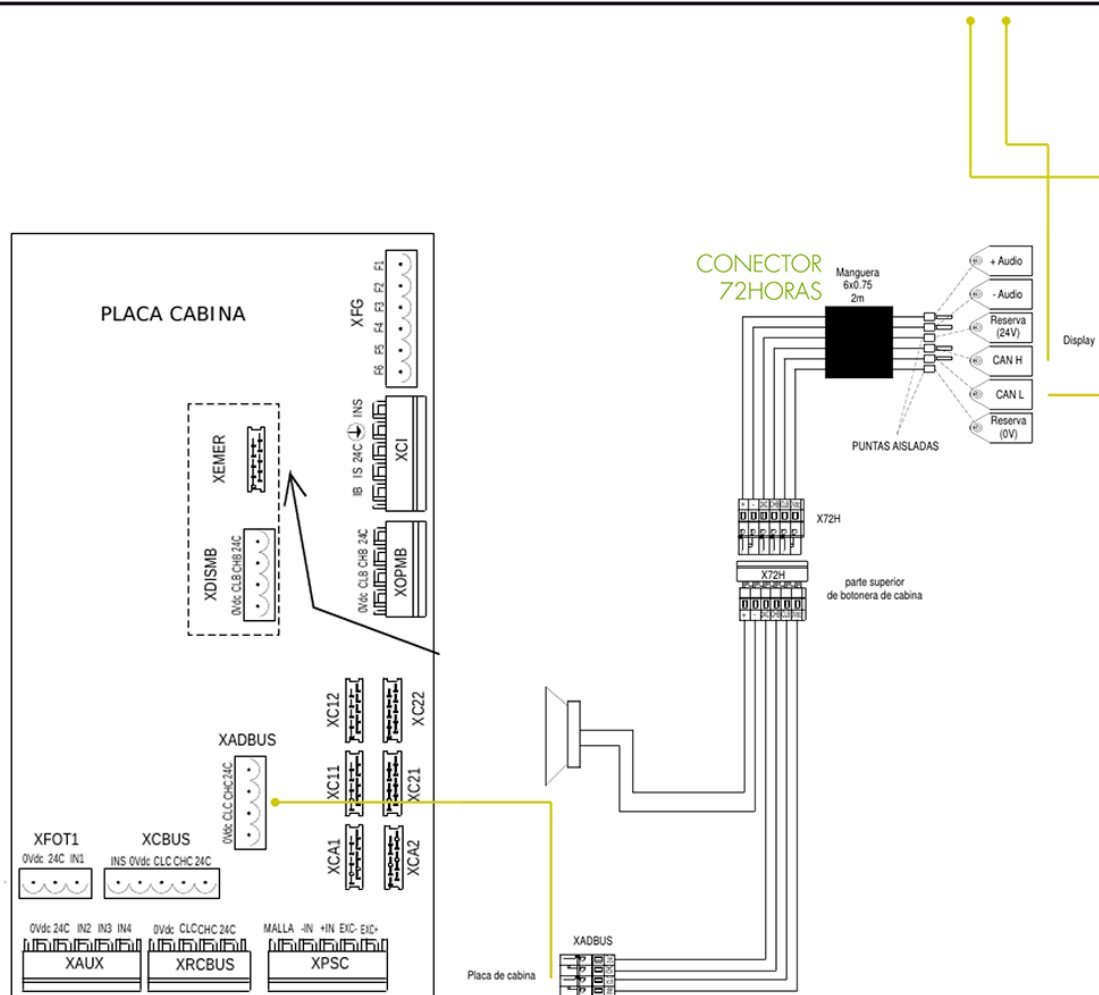 PLACA CABINA
XFG
F1
F2
F3
F4
F5
F6
XEMER
XCI
IB IS 24C INS
XDISMB
0Vdc CLB CHB 24C
XOPMB
0Vdc CLB CHB 24C
XC12
XC22
XADBUS
0Vdc CLC CHC 24C
XC11
XC21
XFOT1
0Vdc 24C IN1
XCBUS
INS 0Vdc CLC CHC 24C
XCA1
XCA2
0Vdc 24C IN2 IN3 IN4
XAUX
0Vdc CLC CHC 24C
XRCBUS
MALLA -IN +IN EXC- EXC+
XPSC
CONECTOR
72HORAS
Manguera
6x0.75
2m
+ Audio
- Audio
Reserva
(24V)
CAN H
CAN L
Reserva
(0V)
Display
PUNTAS AISLADAS
X72H
X72H
parte superior
de botonera de cabina
XADBUS
Placa de cabina